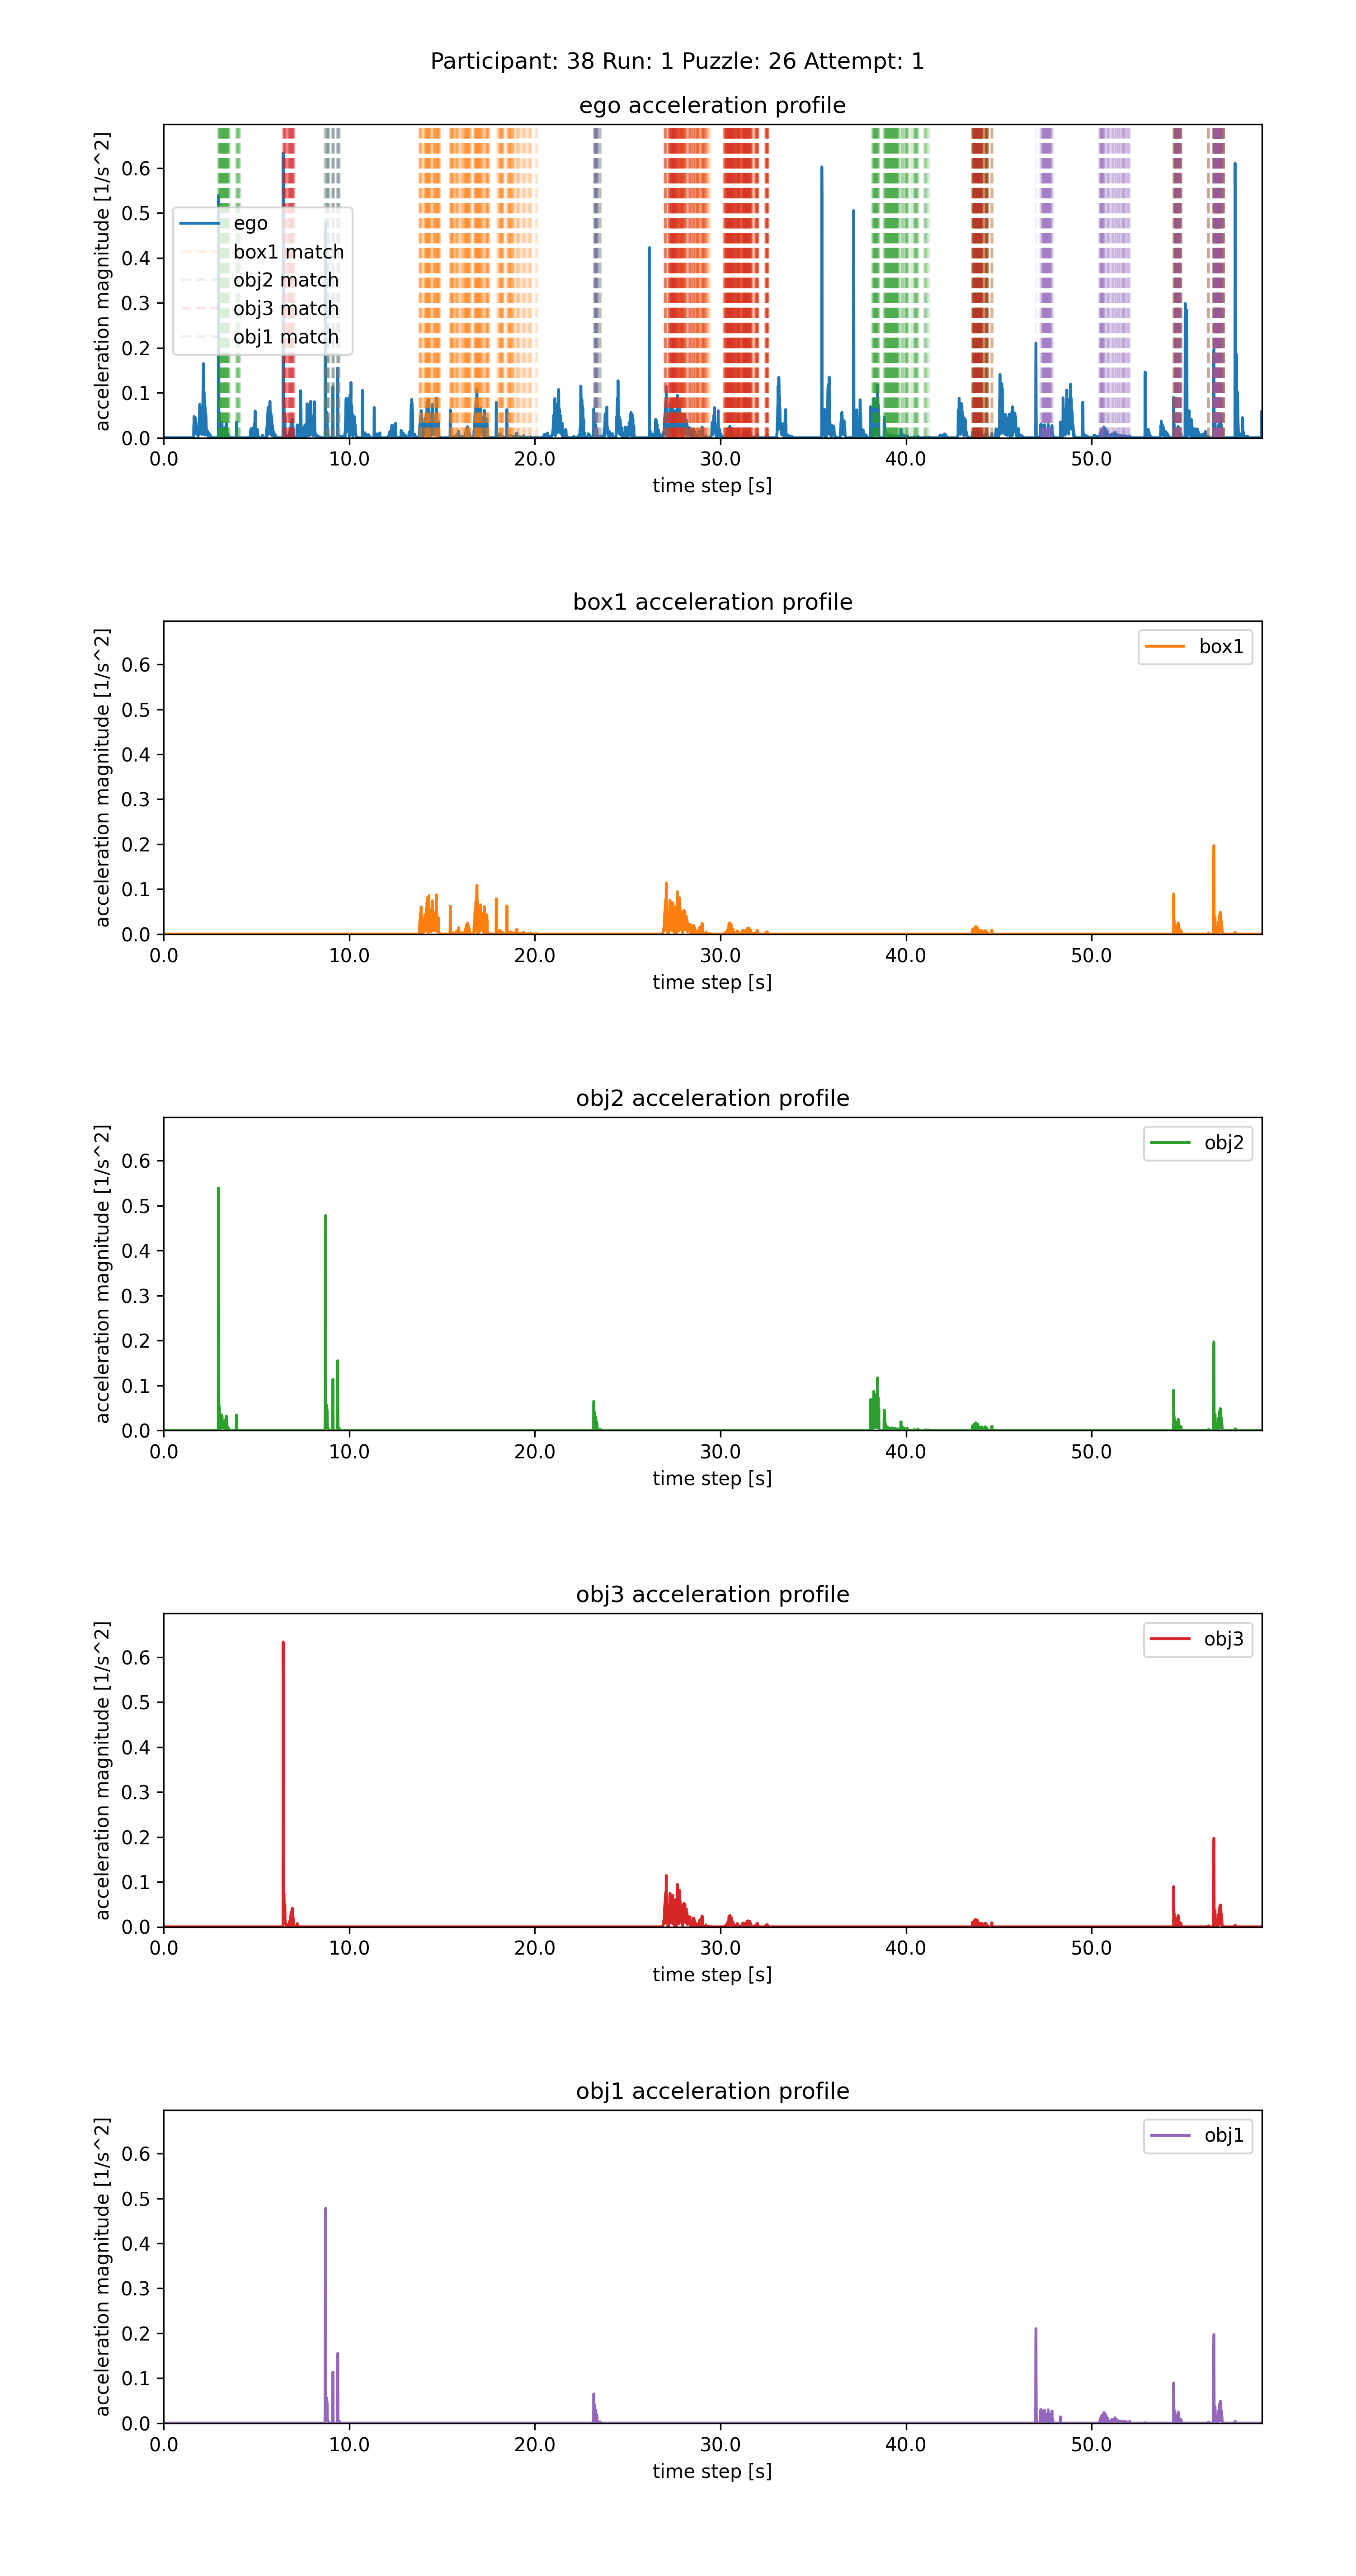 Participant: 38 Run: 1 Puzzle: 26 Attempt: 1
ego acceleration profile
acceleration magnitude [1/s^2]
0.6
0.5
0.4
0.3
0.2
0.1
0.0
ego
box1 match
obj2 match
obj3 match
obj1 match
0.0 10.0 20.0 30.0 40.0 50.0
time step [s]
box1 acceleration profile
acceleration magnitude [1/s^2]
0.6
0.5
0.4
0.3
0.2
0.1
0.0
box1
0.0 10.0 20.0 30.0 40.0 50.0
time step [s]
obj2 acceleration profile
acceleration magnitude [1/s^2]
0.6
0.5
0.4
0.3
0.2
0.1
0.0
obj2
0.0 10.0 20.0 30.0 40.0 50.0
time step [s]
obj3 acceleration profile
acceleration magnitude [1/s^2]
0.6
0.5
0.4
0.3
0.2
0.1
0.0
obj3
0.0 10.0 20.0 30.0 40.0 50.0
time step [s]
obj1 acceleration profile
acceleration magnitude [1/s^2]
0.6
0.5
0.4
0.3
0.2
0.1
0.0
obj1
0.0 10.0 20.0 30.0 40.0 50.0
time step [s]